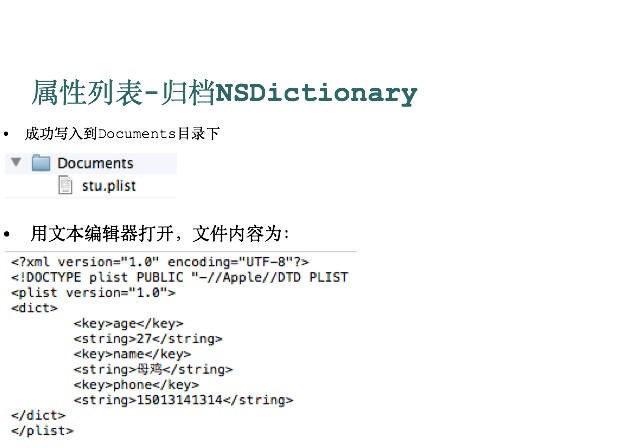 属性列表-归档NSDictionary
• 成功写入到Documents目录下
Documents
stu.plist
• 用文本编辑器打开，文件内容为：
<?xml version="1.0" encoding="UTF-8"?>
<!DOCTYPE plist PUBLIC "-//Apple//DTD PLIST
<plist version="1.0">
<dict>
<key>age</key>
<string>27</string>
<key>name</key>
<string>母鸡</string>
<key>phone</key>
<string>15013141314</string>
</dict>
</plist>